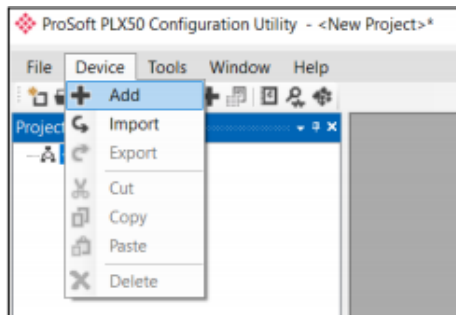 ProSoft PLX50 Configuration Utility - <New Project>*
File Device Tools Window Help
Add
Project
Import
Export
Cut
Copy
Paste
Delete